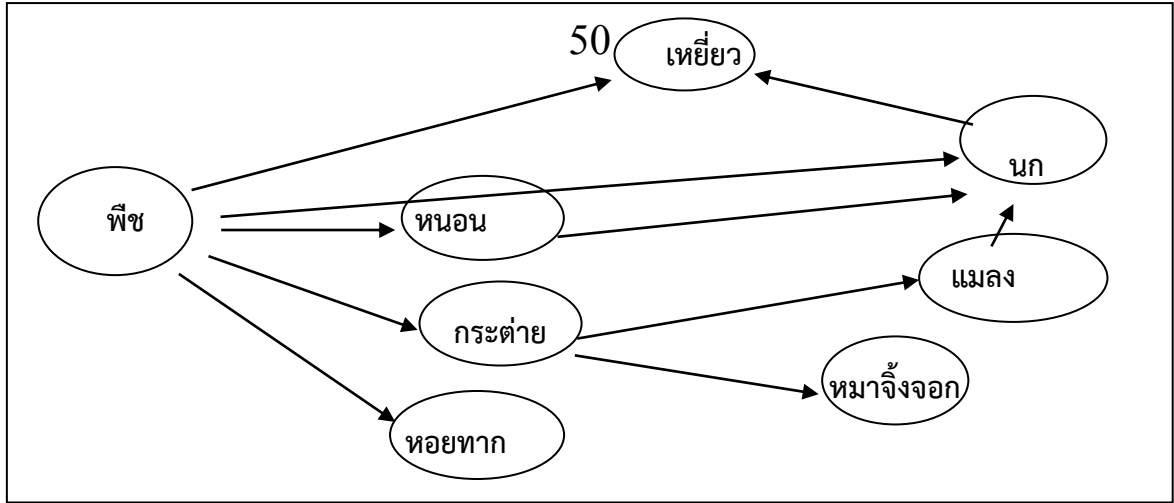 50 เหยี่ยว
นก
พืช
หนอน
แมลง
กระต่าย
หมาจิ้งจอก
หอยทาก